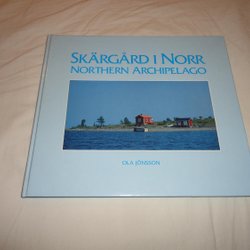 SKÄRGÅRD I NORR
NORTHERN ARCHIPELAGO
OLA JÖNSSON